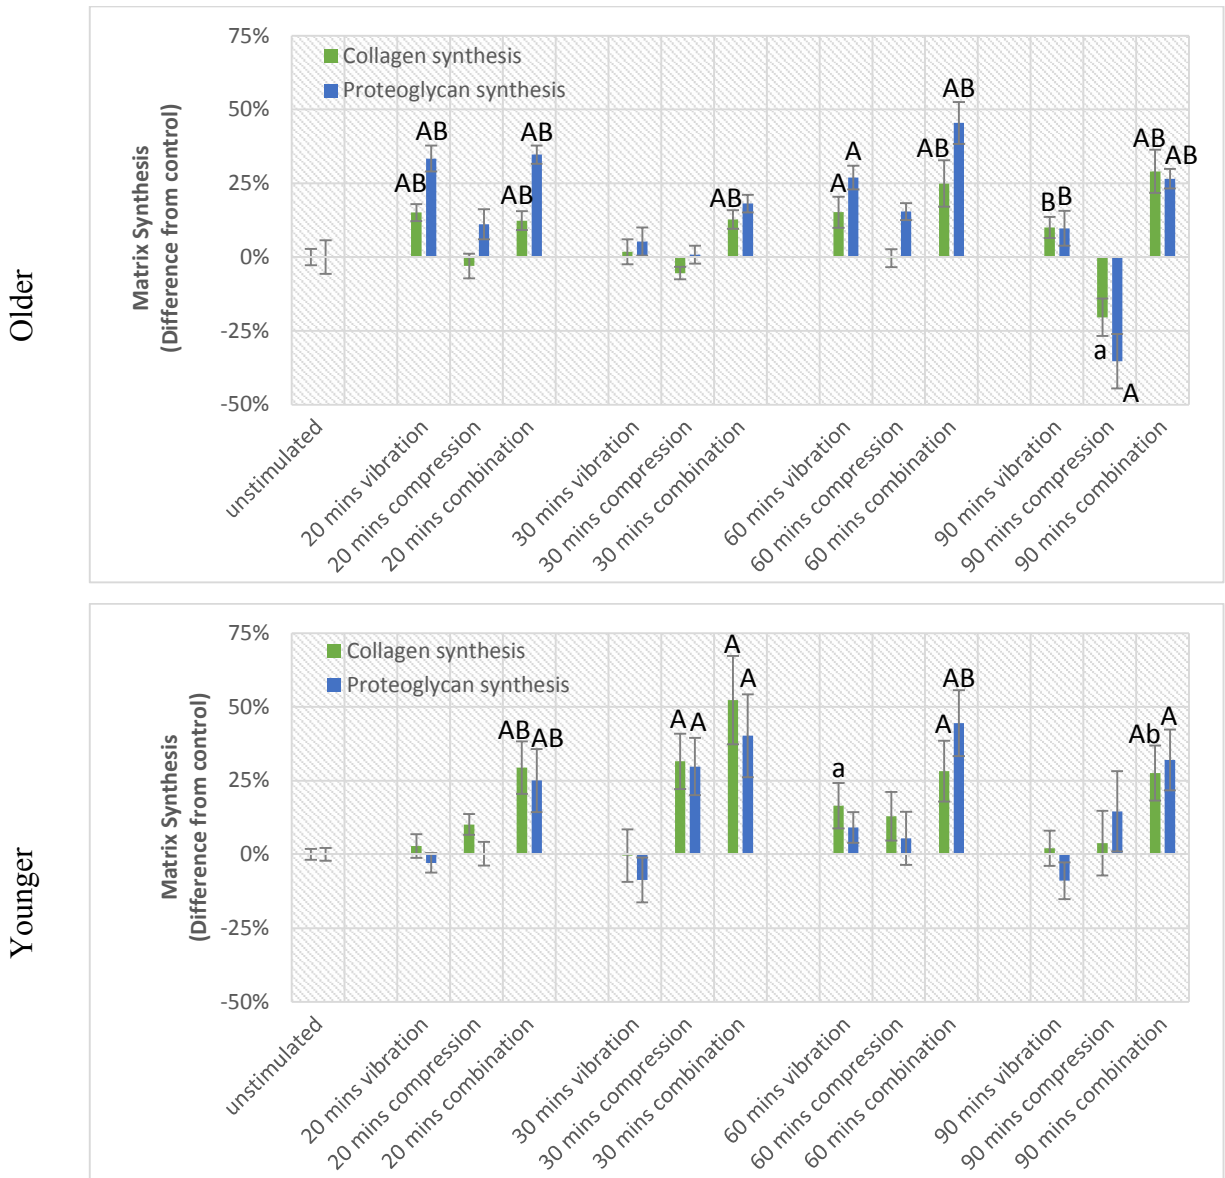 Older
Matrix Synthesis
(Difference from control)
75%
50%
25%
0%
-25%
-50%
Collagen synthesis
Proteoglycan synthesis
AB
AB
AB
AB
AB
A
A
AB
AB
B
B
a
A
AB
AB
unstimulated
20 mins vibration
20 mins compression
20 mins combination
30 mins vibration
30 mins compression
30 mins combination
60 mins vibration
60 mins compression
60 mins combination
90 mins vibration
90 mins compression
90 mins combination
Younger
Matrix Synthesis
(Difference from control)
75%
50%
25%
0%
-25%
-50%
Collagen synthesis
Proteoglycan synthesis
AB
AB
A
A
A
A
a
A
AB
Ab
A
unstimulated
20 mins vibration
20 mins compression
20 mins combination
30 mins vibration
30 mins compression
30 mins combination
60 mins vibration
60 mins compression
60 mins combination
90 mins vibration
90 mins compression
90 mins combination